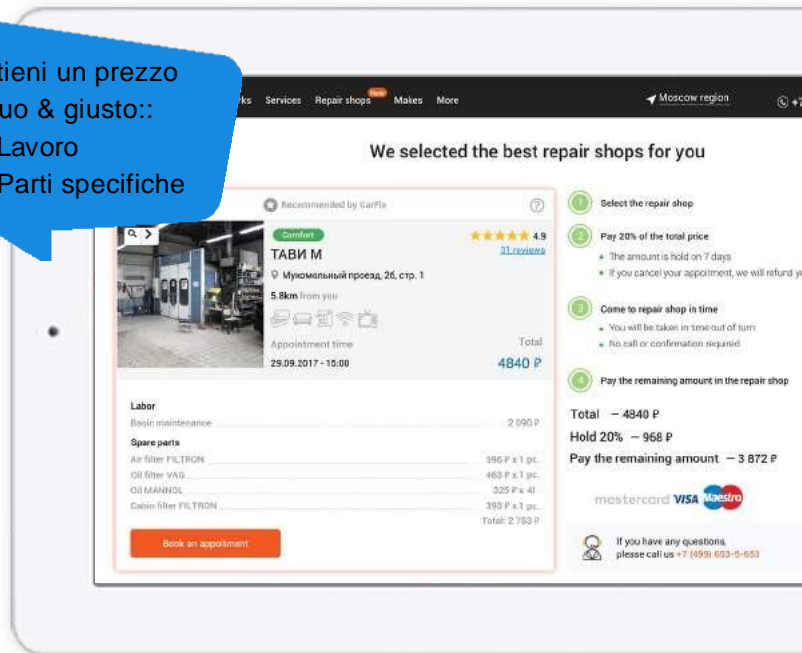 tieni un prezzo
uo & giusto::
Lavoro
Parti specifiche
ks Services Repair shops New Makes More
Moscow region
+7
We selected the best repair shops for you
Recommended by CarFix
Comfort
4.9
ТАВИ М
31 reviews
Мукомольный проезд, 26, стр. 1
5.8km from you
Appointment time
Total
29.09.2017 - 15:00
4840 ₽
Labor
Basic maintenance 2 090 ₽
Spare parts
Air filter FILTRON 596 ₽ x 1 pc.
Oil filter VAG 463 ₽ x 1 pc.
Oil MANNOL 325 ₽ x 4l
Cabin filter FILTRON 393 ₽ x 1 pc.
Book an appoitment
1 Select the repair shop
2 Pay 20% of the total price
The amount is hold on 7 days
If you cancel your appoitment, we will refund
3 Come to repair shop in time
You will be taken in time out of turn
No call or confirmation required
4 Pay the remaining amount in the repair shop
Total — 4840 ₽
Hold 20% — 968 ₽
Pay the remaining amount — 3 872 ₽
mastercard VISA Maestro
If you have any questions,
please call us +7 (499) 653-5-653